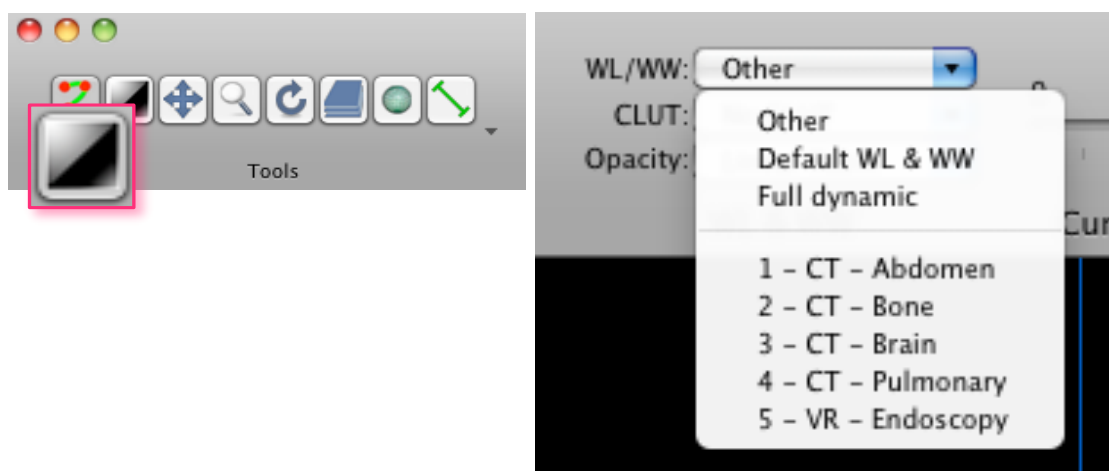 Tools
WL/WW: Other
CLUT:
Opacity:
Other
Default WL & WW
Full dynamic
Cur
1 - CT - Abdomen
2 - CT - Bone
3 - CT - Brain
4 - CT - Pulmonary
5 - VR - Endoscopy